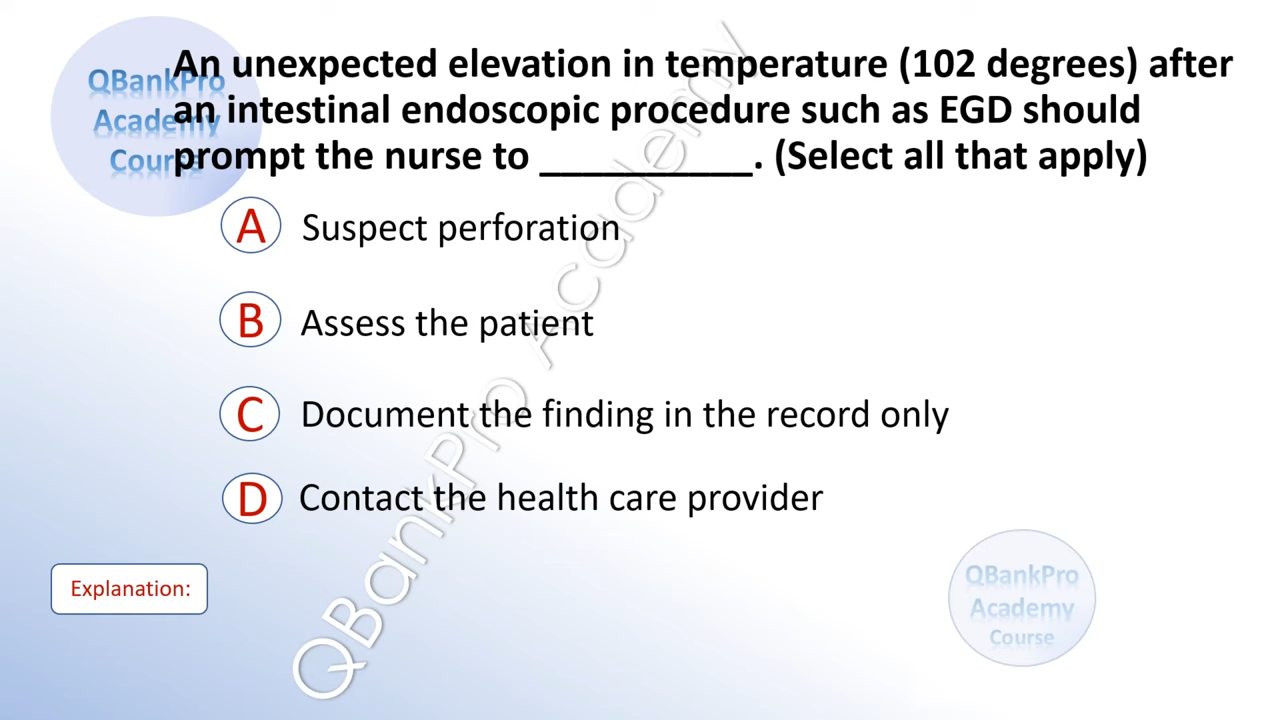 QBankPro
Academy
Course
An unexpected elevation in temperature (102 degrees) after
an intestinal endoscopic procedure such as EGD should
prompt the nurse to __________. (Select all that apply)
A Suspect perforation
B Assess the patient
C Document the finding in the record only
D Contact the health care provider
Explanation:
QBankPro Academy
QBankPro
Academy
Course